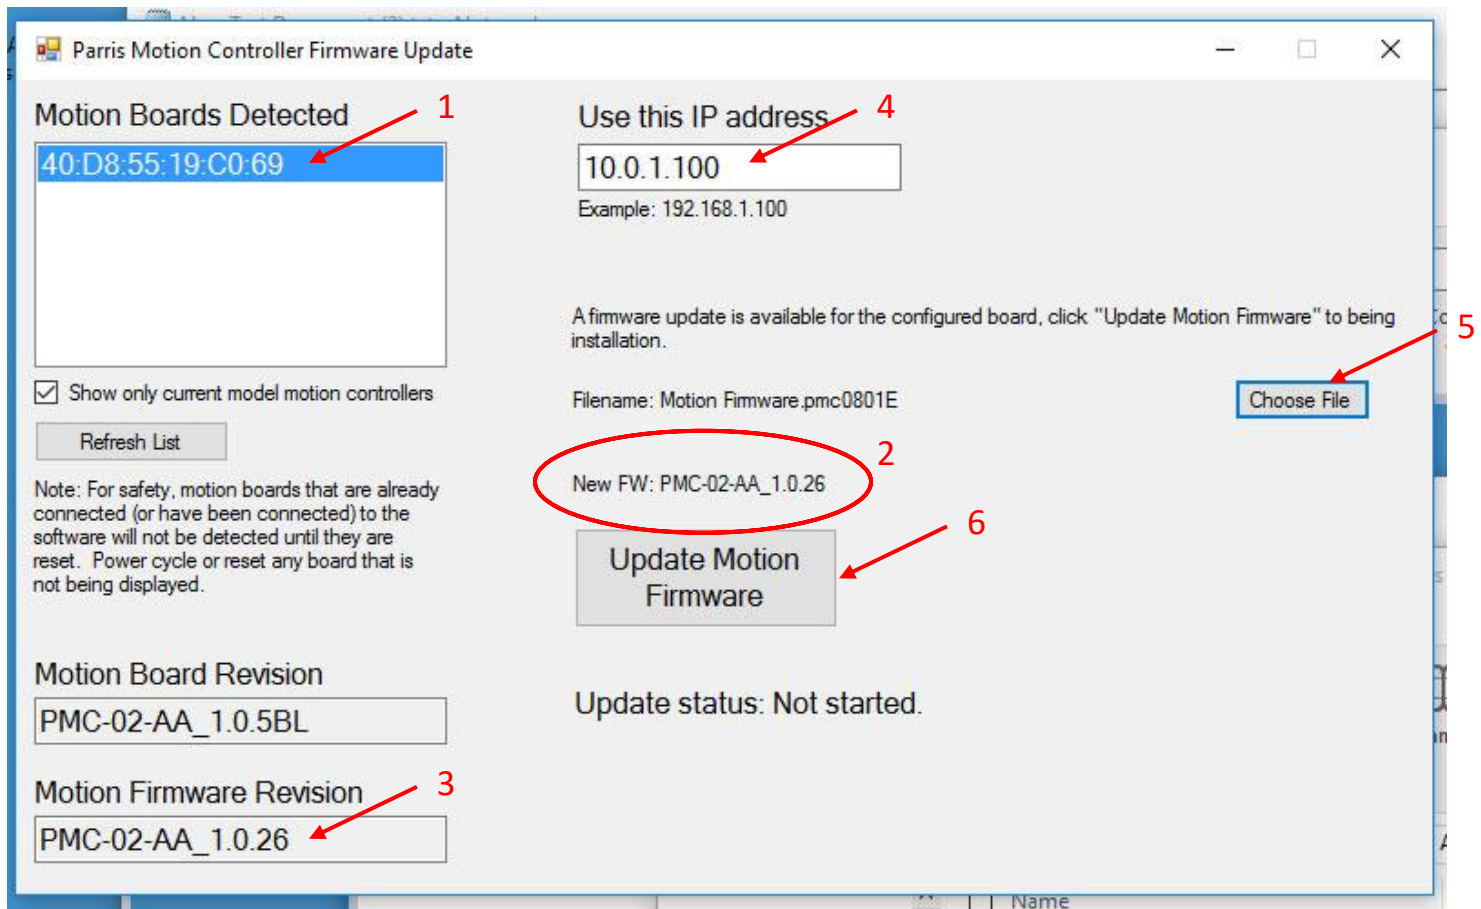 Parris Motion Controller Firmware Update
Motion Boards Detected
1
40:D8:55:19:C0:69
Show only current model motion controllers
Refresh List
Note: For safety, motion boards that are already
connected (or have been connected) to the
software will not be detected until they are
reset. Power cycle or reset any board that is
not being displayed.
Motion Board Revision
PMC-02-AA_1.0.5BL
Motion Firmware Revision
3
PMC-02-AA_1.0.26
Use this IP address
4
10.0.1.100
Example: 192.168.1.100
A firmware update is available for the configured board, click "Update Motion Firmware" to being
installation.
5
Filename: Motion Firmware.pmc0801E
Choose File
2
New FW: PMC-02-AA_1.0.26
6
Update Motion
Firmware
Update status: Not started.
Name